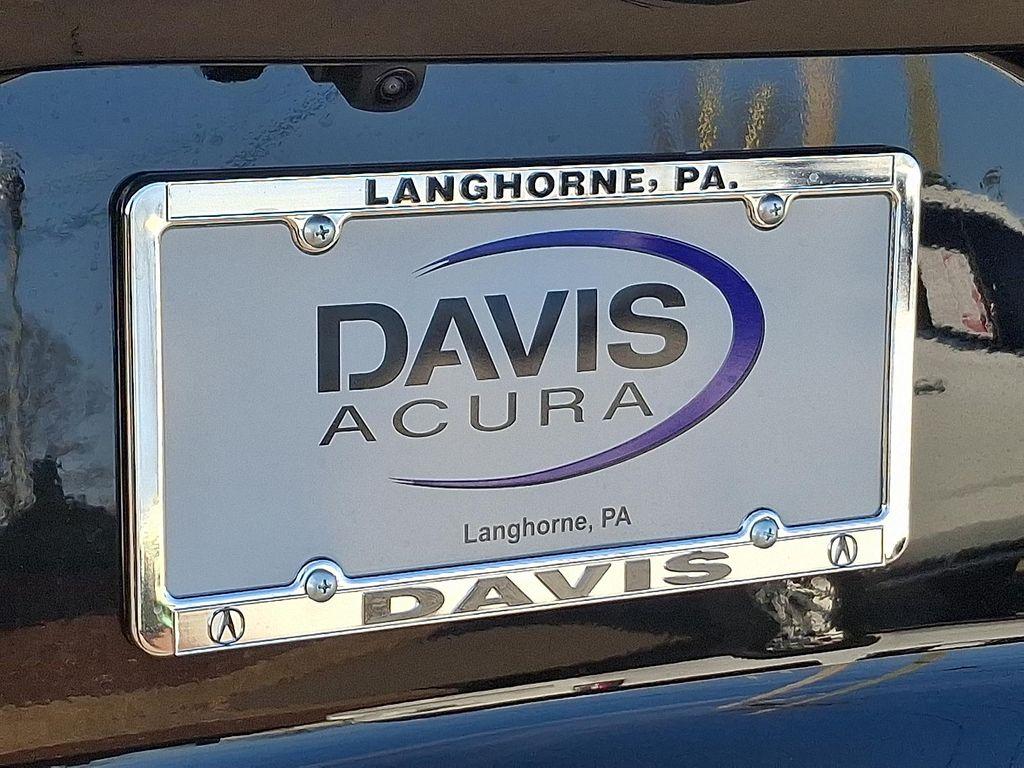 LANGHORNE, PA.
DAVIS
ACURA
Langhorne, PA
DAVIS